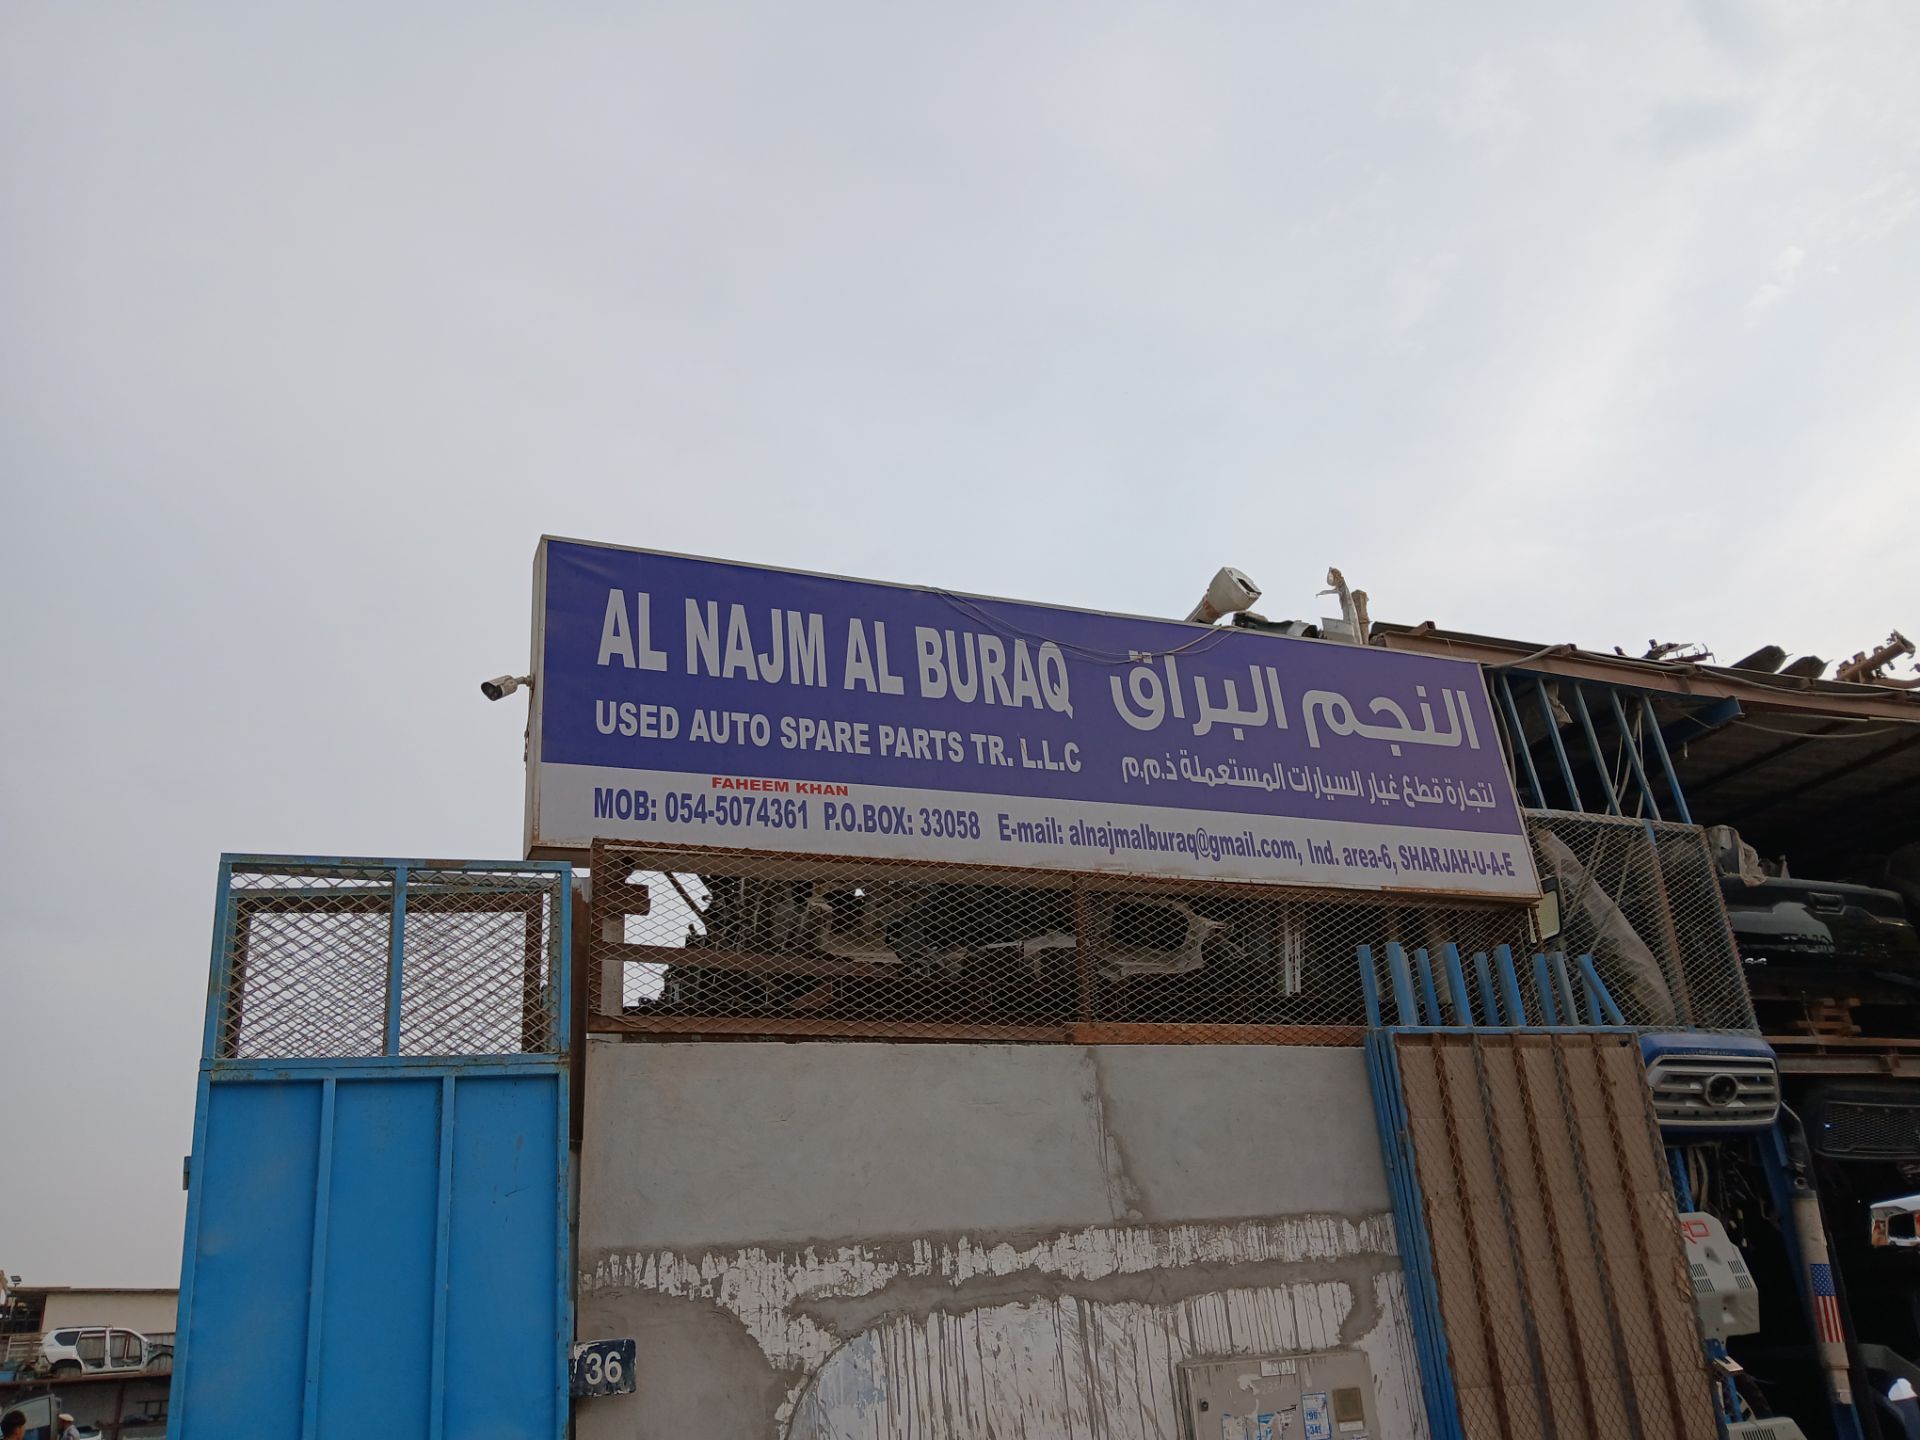 AL NAJM AL BURAQ
النجم البراق
USED AUTO SPARE PARTS TR. L.L.C
لتجارة قطع غيار السيارات المستعملة ذ.م.م
FAHEEM KHAN
MOB: 054-5074361 P.O.BOX: 33058 E-mail: alnajmalburaq@gmail.com, Ind. area-6, SHARJAH-U-A-E
36